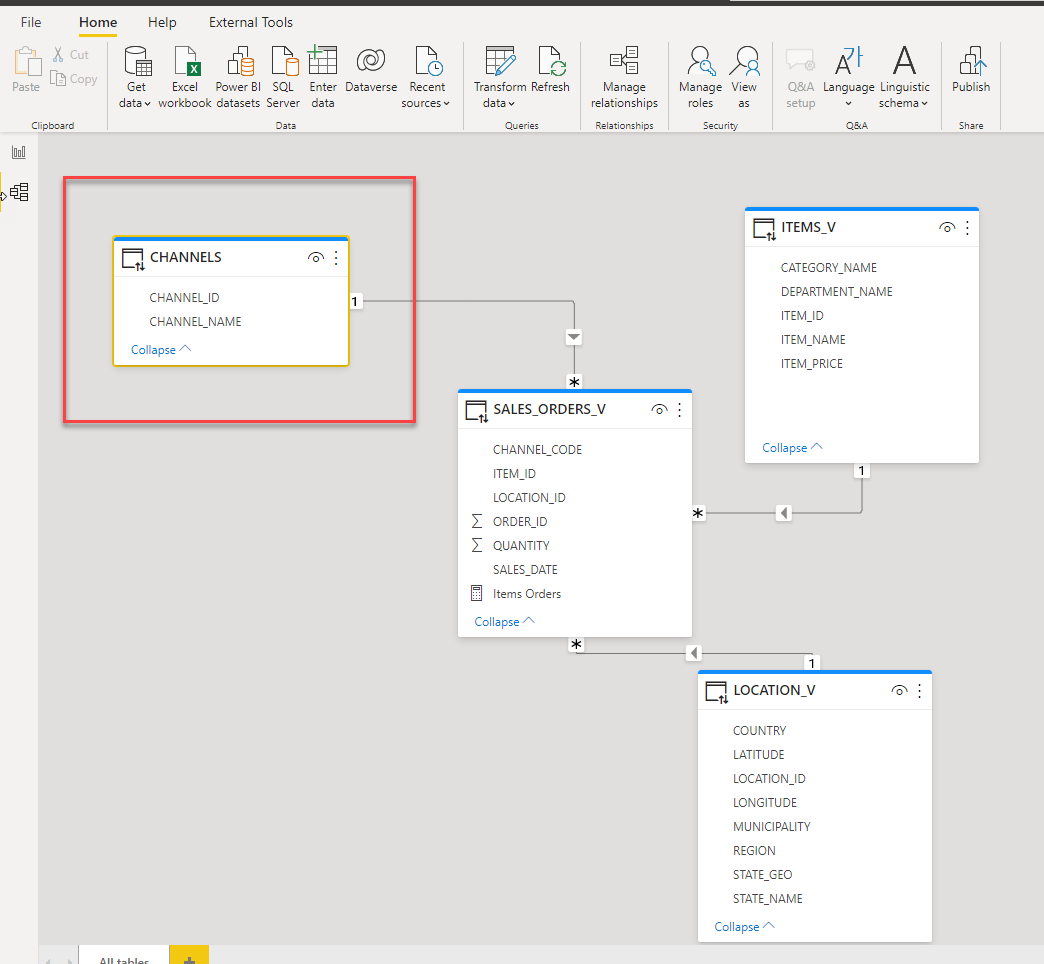 File Home Help External Tools
Paste
Cut
Copy
Clipboard
Get data
Excel workbook
Power BI datasets
SQL Server
Enter data
Dataverse
Recent sources
Data
Transform data
Refresh
Queries
Manage relationships
Relationships
Manage roles
View as
Security
Q&A setup
Language
Linguistic schema
Q&A
Publish
Share
CHANNELS
CHANNEL_ID
CHANNEL_NAME
Collapse
1
*
ITEMS_V
CATEGORY_NAME
DEPARTMENT_NAME
ITEM_ID
ITEM_NAME
ITEM_PRICE
Collapse
1
*
SALES_ORDERS_V
CHANNEL_CODE
ITEM_ID
LOCATION_ID
∑ ORDER_ID
∑ QUANTITY
SALES_DATE
Items Orders
Collapse
*
1
LOCATION_V
COUNTRY
LATITUDE
LOCATION_ID
LONGITUDE
MUNICIPALITY
REGION
STATE_GEO
STATE_NAME
Collapse
All tables
+